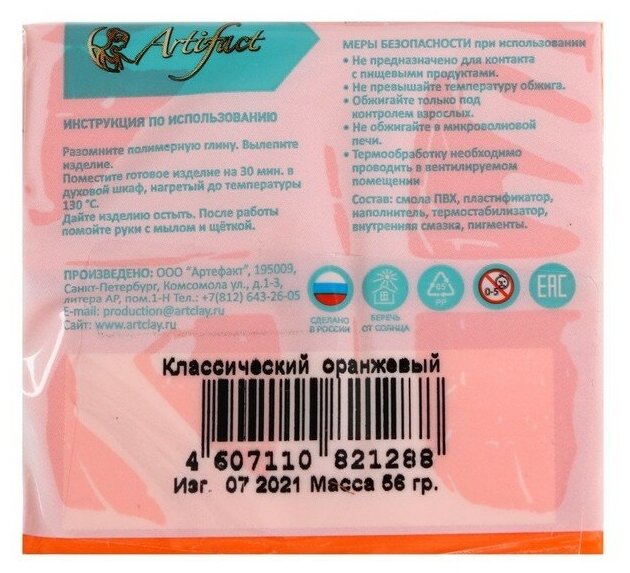 Artifact
ИНСТРУКЦИЯ ПО ИСПОЛЬЗОВАНИЮ
Разомните полимерную глину. Вылепите
изделие.
Поместите готовое изделие на 30 мин. в
духовой шкаф, нагретый до температуры
130 °C.
Дайте изделию остыть. После работы
помойте руки с мылом и щёткой.
МЕРЫ БЕЗОПАСНОСТИ при использовании
• Не предназначено для контакта
с пищевыми продуктами.
• Не превышайте температуру обжига.
• Обжигайте только под
контролем взрослых.
• Не обжигайте в микроволновой
печи.
• Термообработку необходимо
проводить в вентилируемом
помещении
Состав: смола ПВХ, пластификатор,
наполнитель, термостабилизатор,
внутренняя смазка, пигменты.
ПРОИЗВЕДЕНО: ООО "Артефакт", 195009,
Санкт-Петербург, Комсомола ул., д.1-3,
литера АР, пом.1-Н Тел.: +7(812) 643-26-05
E-mail: production@artclay.ru
Сайт: www.artclay.ru
СДЕЛАНО
В РОССИИ
БЕРЕЧЬ
ОТ СОЛНЦА
05
PP
0-3
EAC
Классический оранжевый
4 607110 821288
Изг. 07 2021 Масса 56 гр.